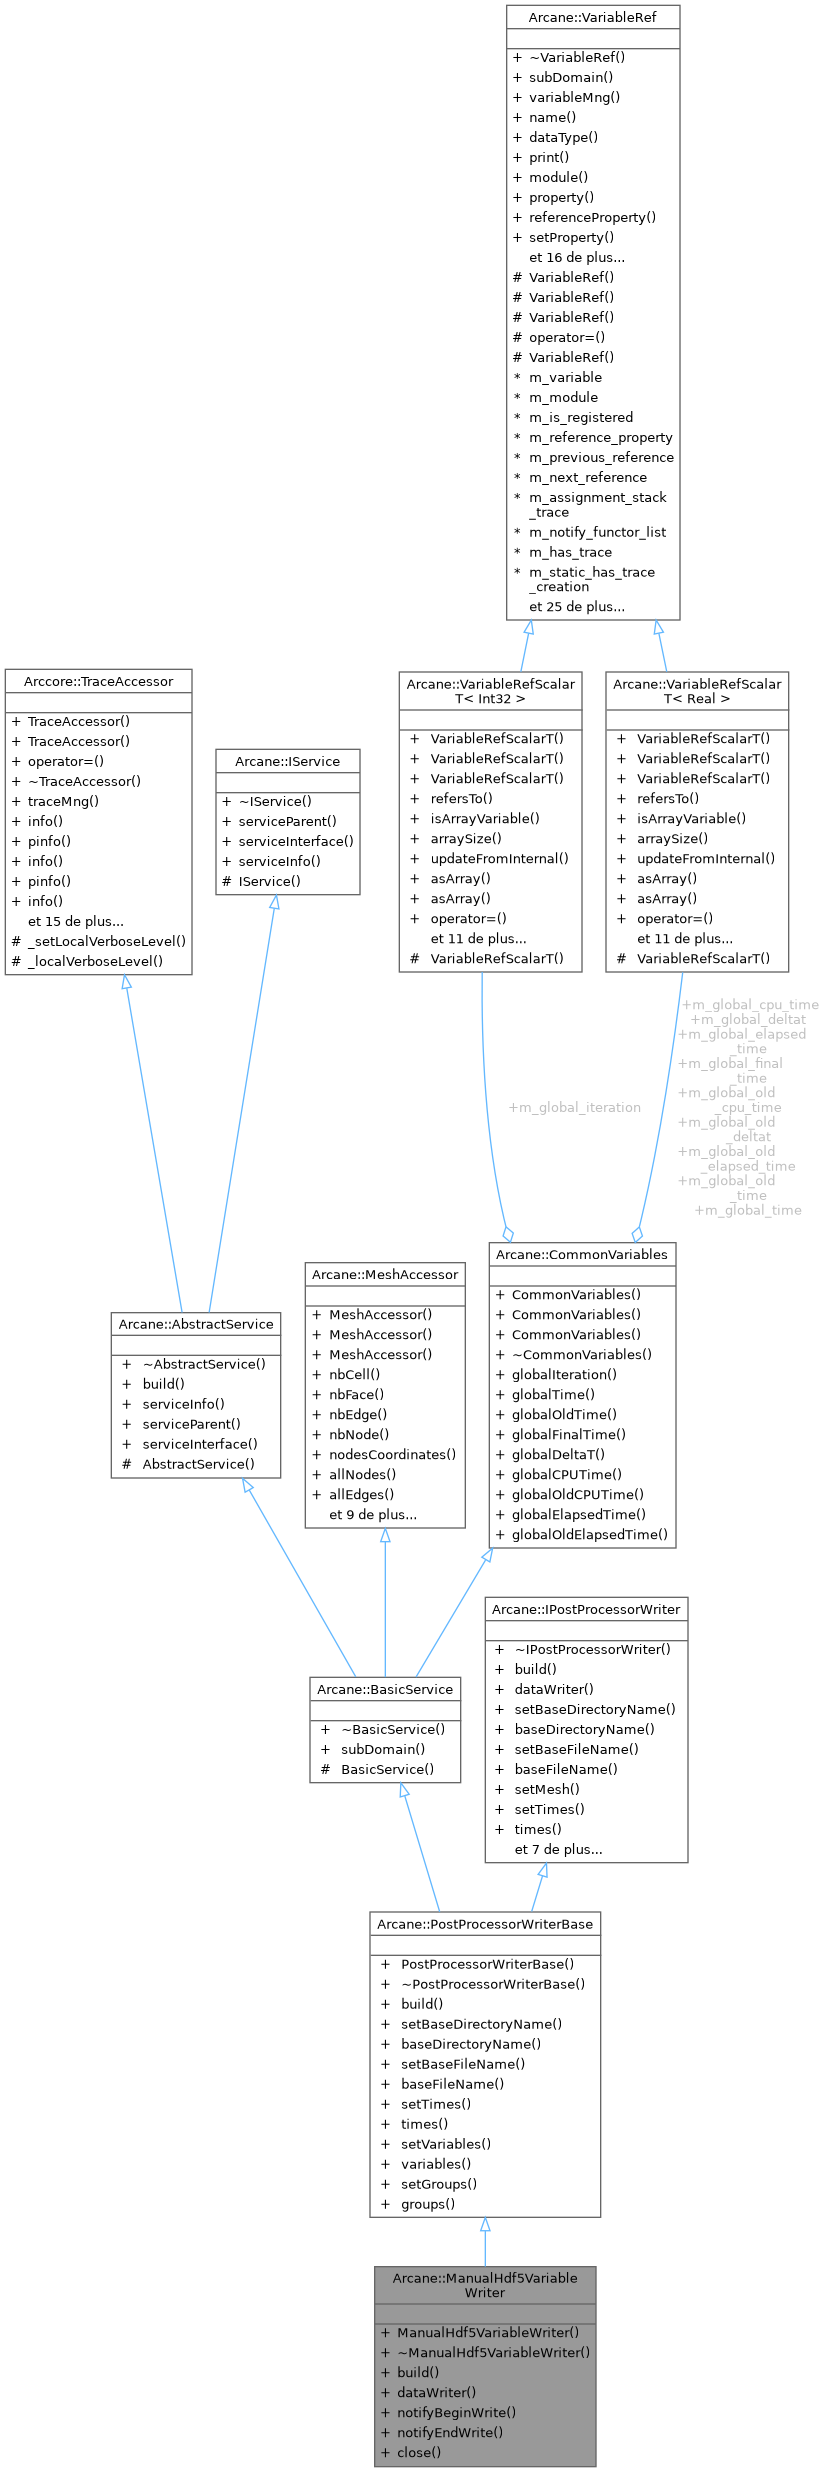 Arcane::VariableRef
+ ~VariableRef()
+ subDomain()
+ variableMng()
+ name()
+ dataType()
+ print()
+ module()
+ property()
+ referenceProperty()
+ setProperty()
et 16 de plus...
# VariableRef()
# VariableRef()
# VariableRef()
# operator=()
# VariableRef()
* m_variable
* m_module
* m_is_registered
* m_reference_property
* m_previous_reference
* m_next_reference
* m_assignment_stack
_trace
* m_notify_functor_list
* m_has_trace
* m_static_has_trace
_creation
et 25 de plus...
Arccore::TraceAccessor
+ TraceAccessor()
+ TraceAccessor()
+ operator=()
+ ~TraceAccessor()
+ traceMng()
+ info()
+ pinfo()
+ info()
+ pinfo()
+ info()
et 15 de plus...
# _setLocalVerboseLevel()
# _localVerboseLevel()
Arcane::IService
+ ~IService()
+ serviceParent()
+ serviceInterface()
+ serviceInfo()
# IService()
Arcane::VariableRefScalar
T< Int32 >
+ VariableRefScalarT()
+ VariableRefScalarT()
+ VariableRefScalarT()
+ refersTo()
+ isArrayVariable()
+ arraySize()
+ updateFromInternal()
+ asArray()
+ asArray()
+ operator=()
et 11 de plus...
# VariableRefScalarT()
Arcane::VariableRefScalar
T< Real >
+ VariableRefScalarT()
+ VariableRefScalarT()
+ VariableRefScalarT()
+ refersTo()
+ isArrayVariable()
+ arraySize()
+ updateFromInternal()
+ asArray()
+ asArray()
+ operator=()
et 11 de plus...
# VariableRefScalarT()
+m_global_iteration
+m_global_cpu_time
+m_global_deltat
+m_global_elapsed
_time
+m_global_final
_time
+m_global_old
_cpu_time
+m_global_old
_deltat
+m_global_old
_elapsed_time
+m_global_old
_time
+m_global_time
Arcane::AbstractService
+ ~AbstractService()
+ build()
+ serviceInfo()
+ serviceParent()
+ serviceInterface()
# AbstractService()
Arcane::MeshAccessor
+ MeshAccessor()
+ MeshAccessor()
+ MeshAccessor()
+ nbCell()
+ nbFace()
+ nbEdge()
+ nbNode()
+ nodesCoordinates()
+ allNodes()
+ allEdges()
et 9 de plus...
Arcane::CommonVariables
+ CommonVariables()
+ CommonVariables()
+ CommonVariables()
+ ~CommonVariables()
+ globalIteration()
+ globalTime()
+ globalOldTime()
+ globalFinalTime()
+ globalDeltaT()
+ globalCPUTime()
+ globalOldCPUTime()
+ globalElapsedTime()
+ globalOldElapsedTime()
Arcane::BasicService
+ ~BasicService()
+ subDomain()
# BasicService()
Arcane::IPostProcessorWriter
+ ~IPostProcessorWriter()
+ build()
+ dataWriter()
+ setBaseDirectoryName()
+ baseDirectoryName()
+ setBaseFileName()
+ baseFileName()
+ setMesh()
+ setTimes()
+ times()
et 7 de plus...
Arcane::PostProcessorWriterBase
+ PostProcessorWriterBase()
+ ~PostProcessorWriterBase()
+ build()
+ setBaseDirectoryName()
+ baseDirectoryName()
+ setBaseFileName()
+ baseFileName()
+ setTimes()
+ times()
+ setVariables()
+ variables()
+ setGroups()
+ groups()
Arcane::ManualHdf5Variable
Writer
+ ManualHdf5VariableWriter()
+ ~ManualHdf5VariableWriter()
+ build()
+ dataWriter()
+ notifyBeginWrite()
+ notifyEndWrite()
+ close()